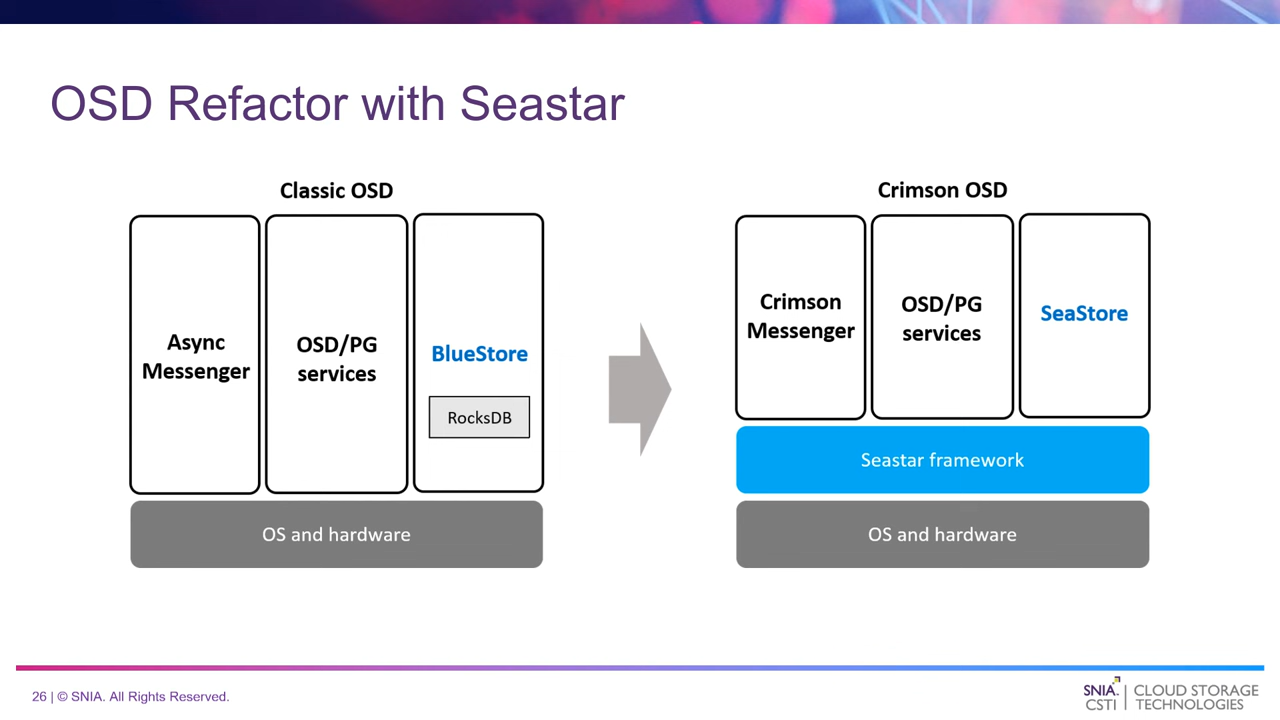 OSD Refactor with Seastar
Classic OSD
Async
Messenger
OSD/PG
services
BlueStore
RocksDB
OS and hardware
Crimson OSD
Crimson
Messenger
OSD/PG
services
SeaStore
Seastar framework
OS and hardware
26 | © SNIA. All Rights Reserved.
SNIA.
CSTI
CLOUD STORAGE
TECHNOLOGIES